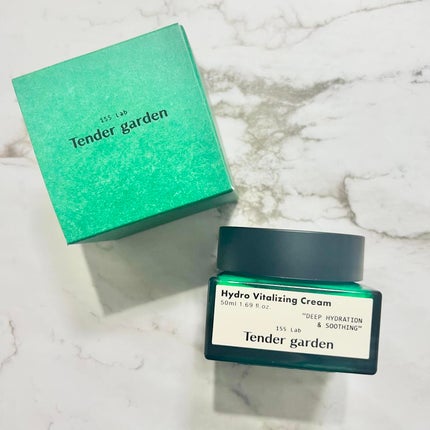 155 Lab
Tender garden
Hydro Vitalizing Cream
50ml 1.69 fl.oz.
"DEEP HYDRATION
& SOOTHING"
155 Lab
Tender garden